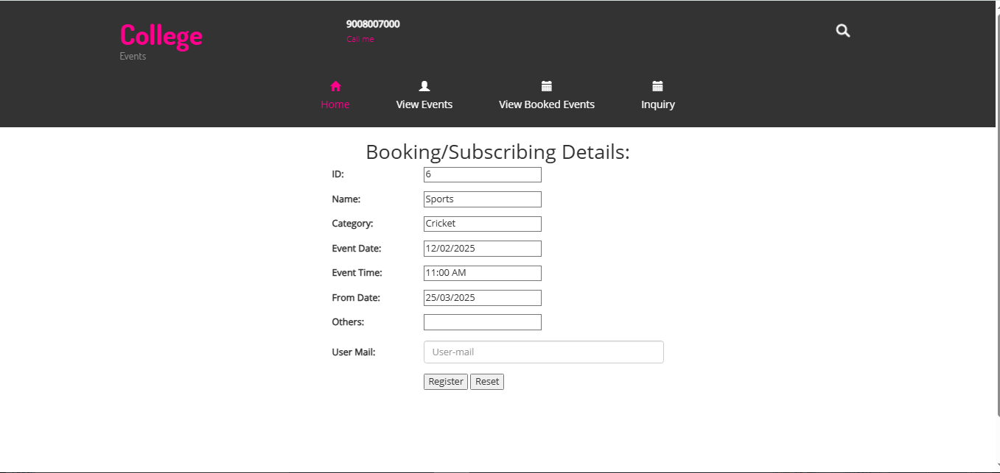 College
Events
9008007000
Call me
Home
View Events
View Booked Events
Inquiry
Booking/Subscribing Details:
ID: 6
Name: Sports
Category: Cricket
Event Date: 12/02/2025
Event Time: 11:00 AM
From Date: 25/03/2025
Others:
User Mail: User-mail
Register Reset